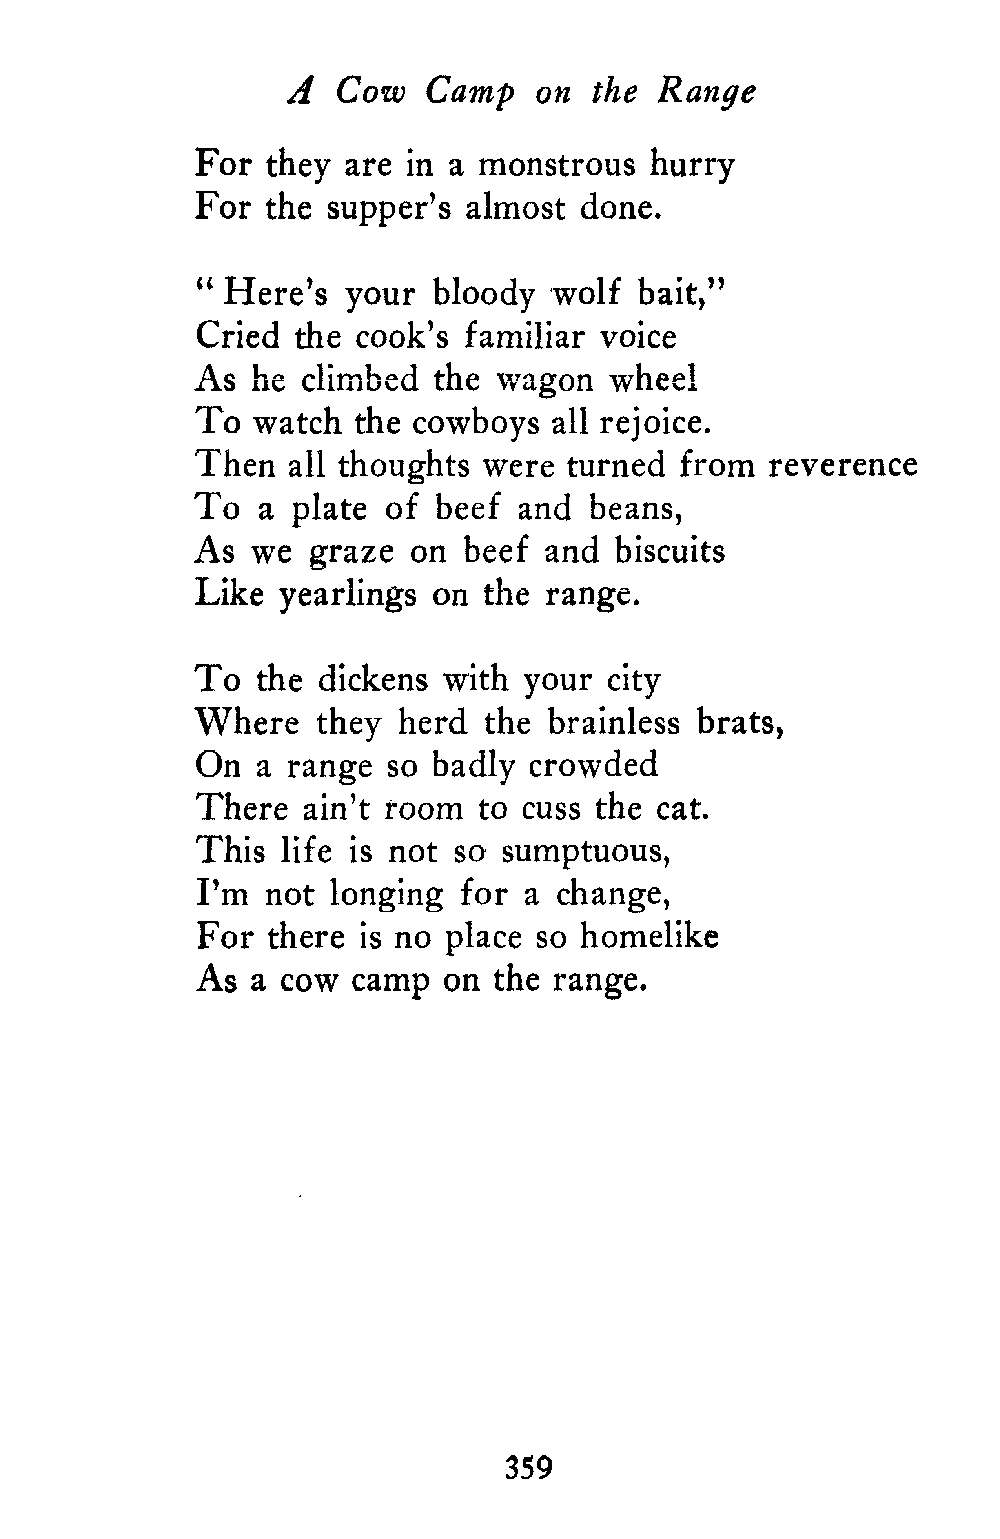 A Cow Camp on the Range
For they are in a monstrous hurry
For the supper's almost done.
" Here's your bloody wolf bait,"
Cried the cook's familiar voice
As he climbed the wagon wheel
To watch the cowboys all rejoice.
Then all thoughts were turned from reverence
To a plate of beef and beans,
As we graze on beef and biscuits
Like yearlings on the range.
To the dickens with your city
Where they herd the brainless brats,
On a range so badly crowded
There ain't room to cuss the cat.
This life is not so sumptuous,
I'm not longing for a change,
For there is no place so homelike
As a cow camp on the range.
359